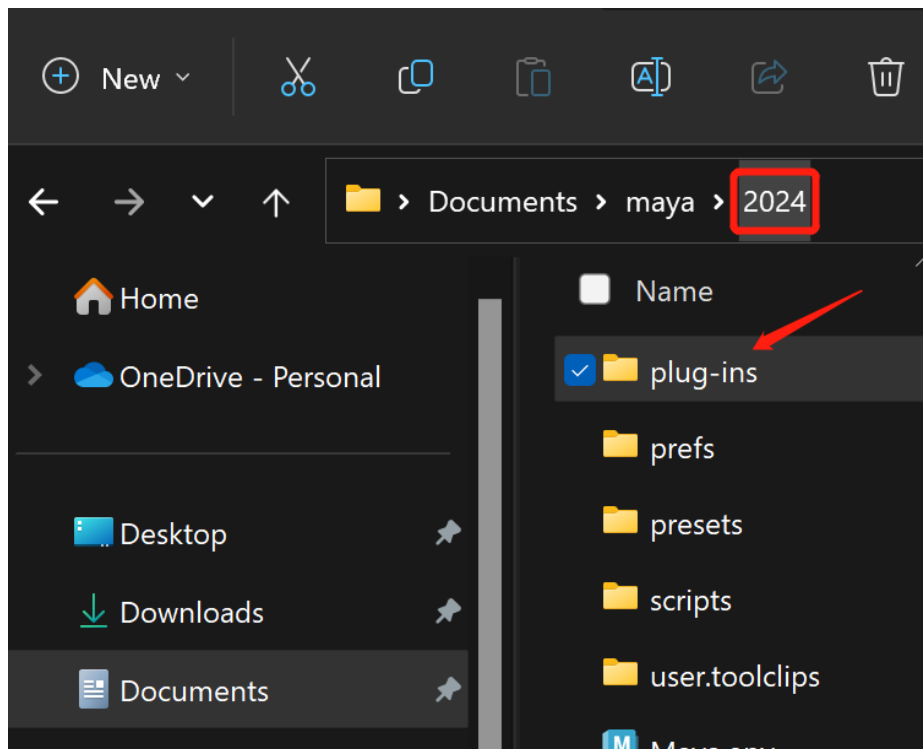 New
Documents > maya > 2024
Home
OneDrive - Personal
Desktop
Downloads
Documents
Name
plug-ins
prefs
presets
scripts
user.toolclips